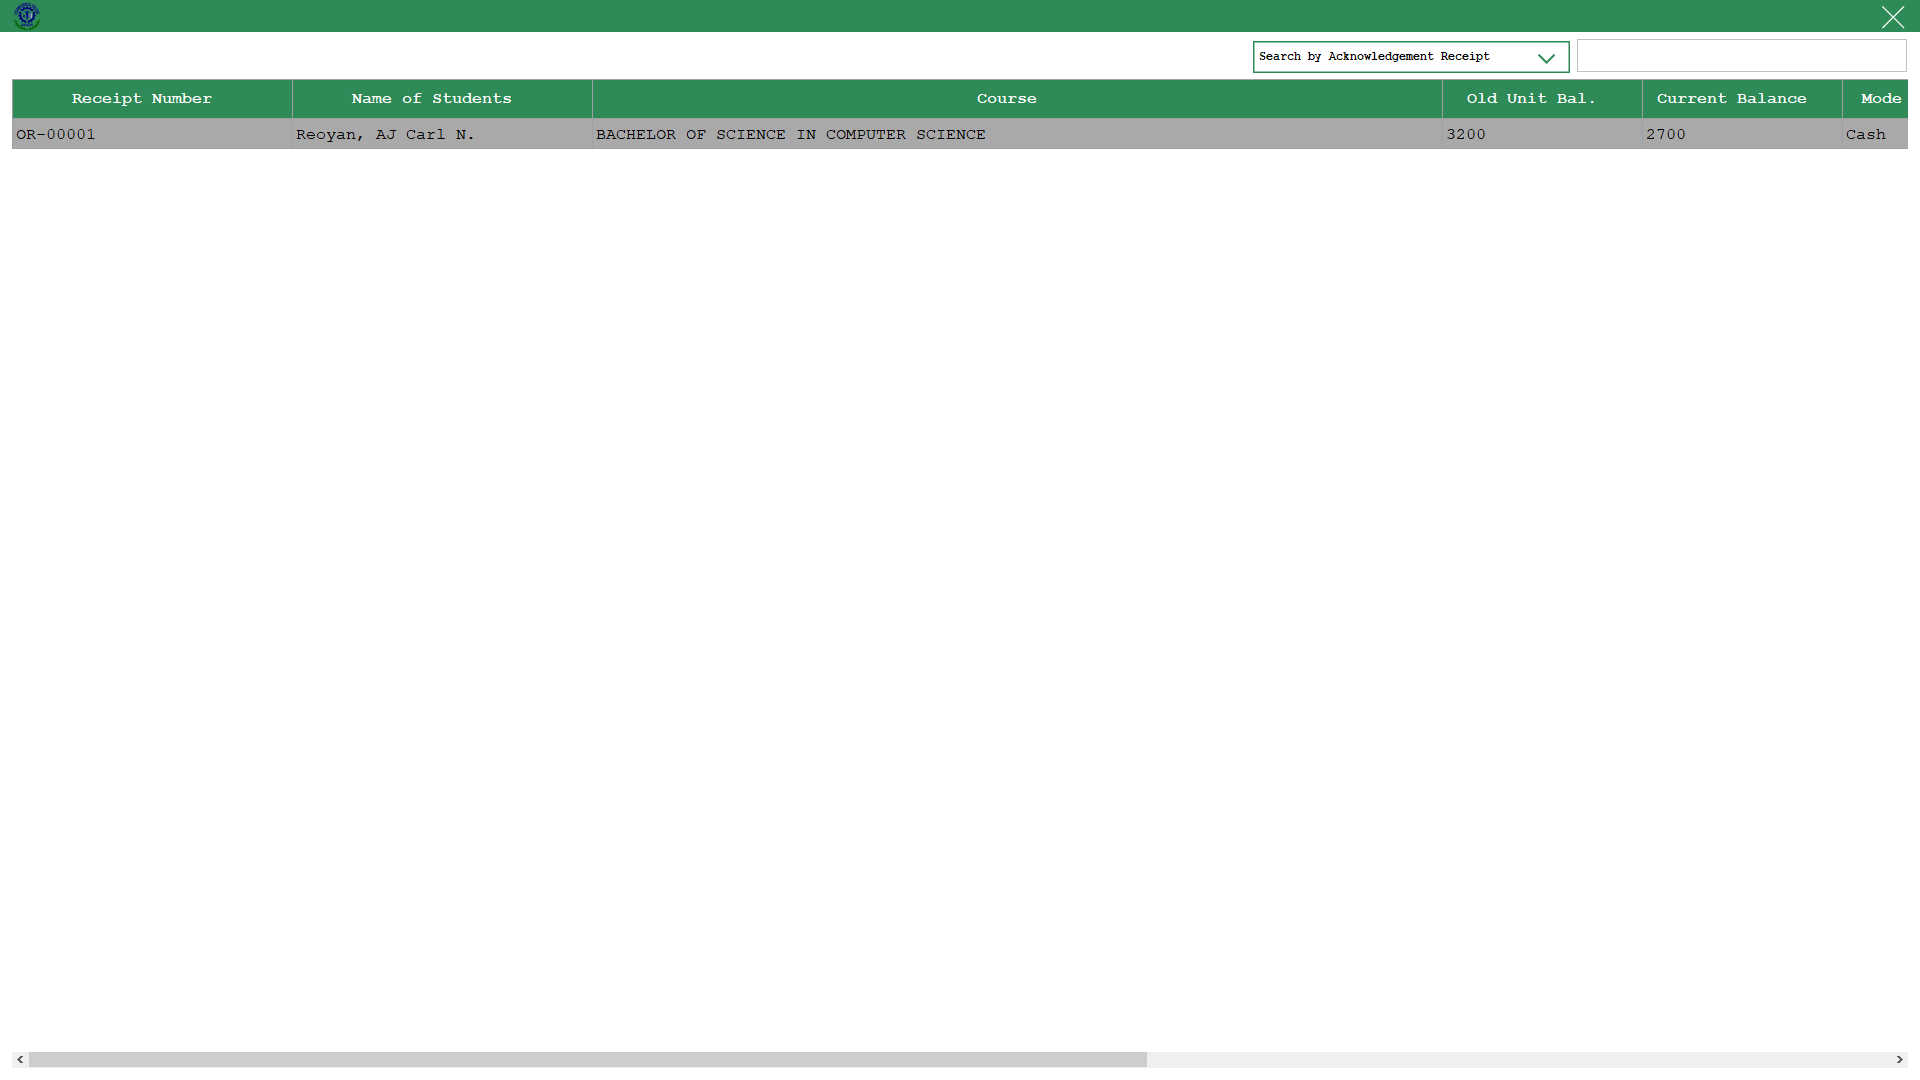 Search by Acknowledgement Receipt
Receipt Number Name of Students Course Old Unit Bal. Current Balance Mode
OR-00001 Reoyan, AJ Carl N. BACHELOR OF SCIENCE IN COMPUTER SCIENCE 3200 2700 Cash